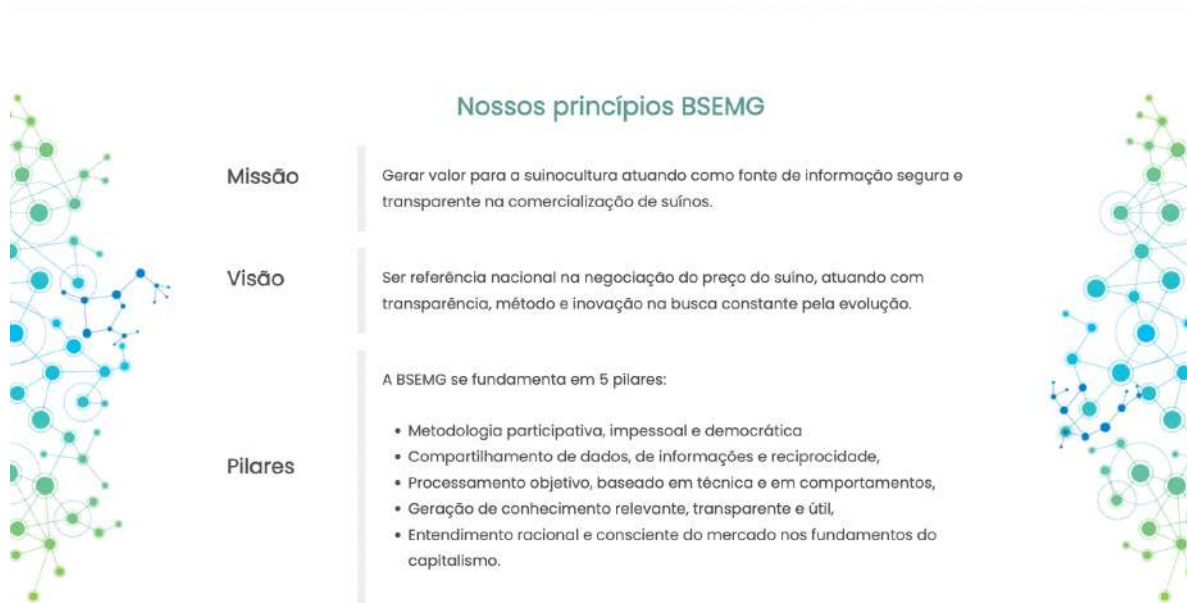 Nossos princípios BSEMG
Missão
Gerar valor para a suinocultura atuando como fonte de informação segura e
transparente na comercialização de suínos.
Visão
Ser referência nacional na negociação do preço do suíno, atuando com
transparência, método e inovação na busca constante pela evolução.
Pilares
A BSEMG se fundamenta em 5 pilares:
• Metodologia participativa, impessoal e democrática
• Compartilhamento de dados, de informações e reciprocidade,
• Processamento objetivo, baseado em técnica e em comportamentos,
• Geração de conhecimento relevante, transparente e útil,
• Entendimento racional e consciente do mercado nos fundamentos do
capitalismo.